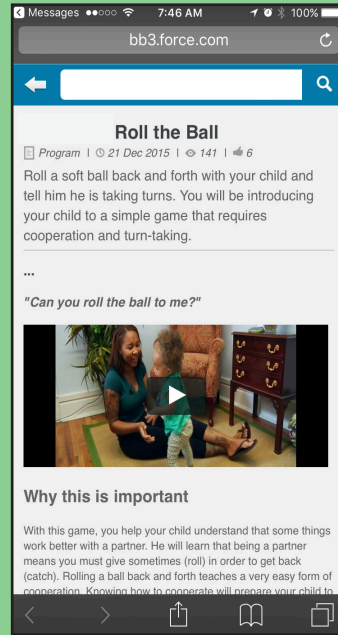 Messages 7:46 AM 100%
bb3.force.com
Roll the Ball
Program | 21 Dec 2015 | 141 | 6
Roll a soft ball back and forth with your child and
tell him he is taking turns. You will be introducing
your child to a simple game that requires
cooperation and turn-taking.
...
"Can you roll the ball to me?"
Why this is important
With this game, you help your child understand that some things
work better with a partner. He will learn that being a partner
means you must give sometimes (roll) in order to get back
(catch). Rolling a ball back and forth teaches a very easy form of
cooperation. Knowing how to cooperate will prepare your child to